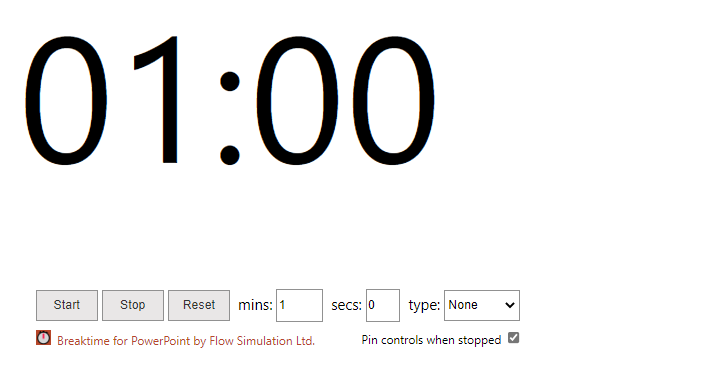 01:00
Start Stop Reset mins: 1 secs: 0 type: None
Breaktime for PowerPoint by Flow Simulation Ltd. Pin controls when stopped